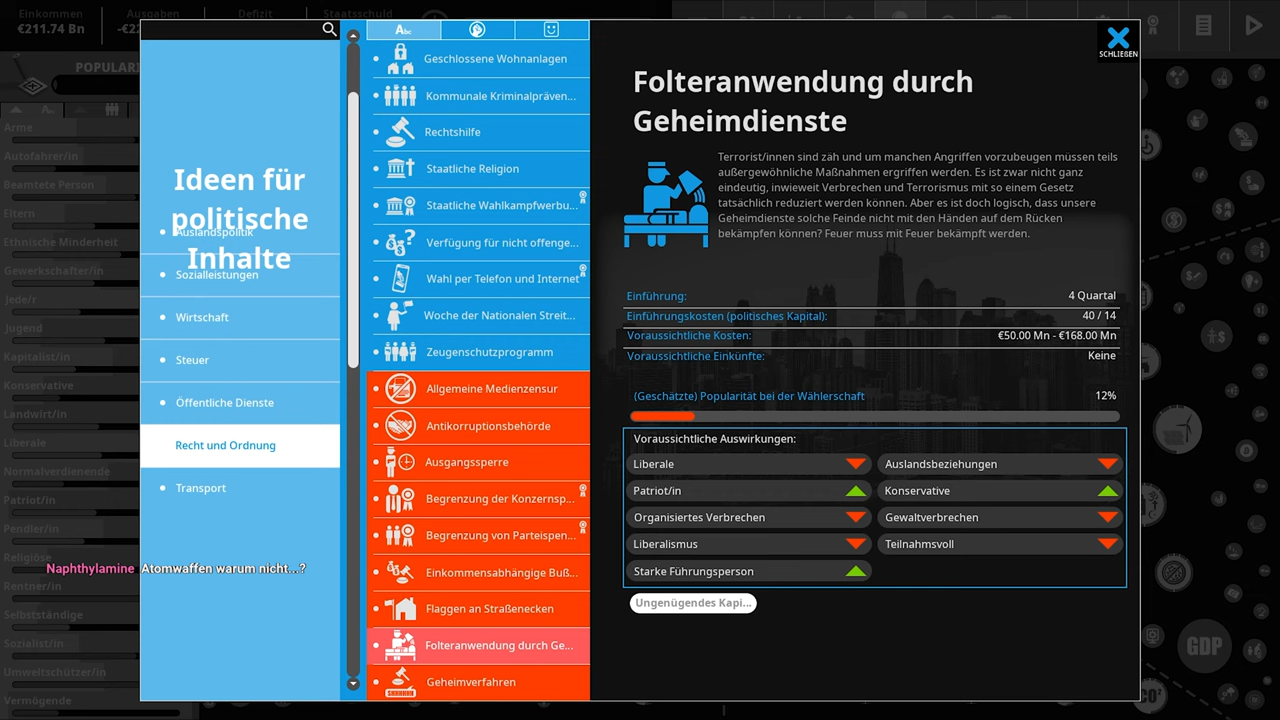 Einkommen
Ausgaben
Defizit
Staatsschuld
€211.74 Bn
SCHLIEßEN
Ideen für
politische
Inhalte
Auslandspolitik
Sozialleistungen
Wirtschaft
Steuer
Öffentliche Dienste
Recht und Ordnung
Transport
Abc
Geschlossene Wohnanlagen
Kommunale Kriminalpräven...
Rechtshilfe
Staatliche Religion
Staatliche Wahlkampfwerbu...
Verfügung für nicht offenge...
Wahl per Telefon und Internet
Woche der Nationalen Streit...
Zeugenschutzprogramm
Allgemeine Medienzensur
Antikorruptionsbehörde
Ausgangssperre
Begrenzung der Konzernsp...
Begrenzung von Parteispen...
Einkommensabhängige Buß...
Flaggen an Straßenecken
Folteranwendung durch Ge...
Geheimverfahren
Folteranwendung durch
Geheimdienste
Terrorist/innen sind zäh und um manchen Angriffen vorzubeugen müssen teils
außergewöhnliche Maßnahmen ergriffen werden. Es ist zwar nicht ganz
eindeutig, inwieweit Verbrechen und Terrorismus mit so einem Gesetz
tatsächlich reduziert werden können. Aber es ist doch logisch, dass unsere
Geheimdienste solche Feinde nicht mit den Händen auf dem Rücken
bekämpfen können? Feuer muss mit Feuer bekämpft werden.
Einführung: 4 Quartal
Einführungskosten (politisches Kapital): 40 / 14
Voraussichtliche Kosten: €50.00 Mn - €168.00 Mn
Voraussichtliche Einkünfte: Keine
(Geschätzte) Popularität bei der Wählerschaft 12%
Voraussichtliche Auswirkungen:
Liberale Auslandsbeziehungen
Patriot/in Konservative
Organisiertes Verbrechen Gewaltverbrechen
Liberalismus Teilnahmsvoll
Starke Führungsperson
Ungenügendes Kapi...
Arme
Autofahrer/in
Beamtete Person
Eltern
Ethnische Minderheit
Gewerkschafter/in
Jede/r
Jugend
Kapitalist/in
Konservative
Landwirt/in
Liberale
Normalverdienende
Patriot/in
Pendler/in
Religiöse
Naphthylamine Atomwaffen warum nicht...?
Rentner/in
Selbstständige
Sozialist/in
Umweltschützer/in
Vermögende
GDP